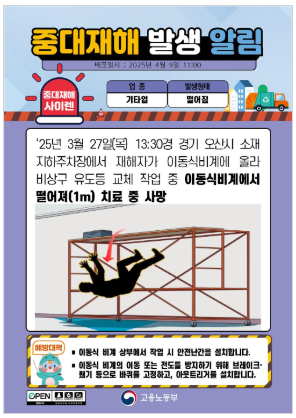 중대재해 발생 알림
배포일시 : 2025년 4월 9일 11:00
중대재해
사이렌
업 종
발생형태
기타업
떨어짐
‘25년 3월 27일(목) 13:30경 경기 오산시 소재
지하주차장에서 재해자가 이동식비계에 올라
비상구 유도등 교체 작업 중 이동식비계에서
떨어져(1m) 치료 중 사망
예방대책
▪ 이동식 비계 상부에서 작업 시 안전난간을 설치합니다.
▪ 이동식 비계의 이동 또는 전도를 방지하기 위해 브레이크·
쐐기 등으로 바퀴를 고정하고, 아웃트리거를 설치합니다.
OPEN
고용노동부